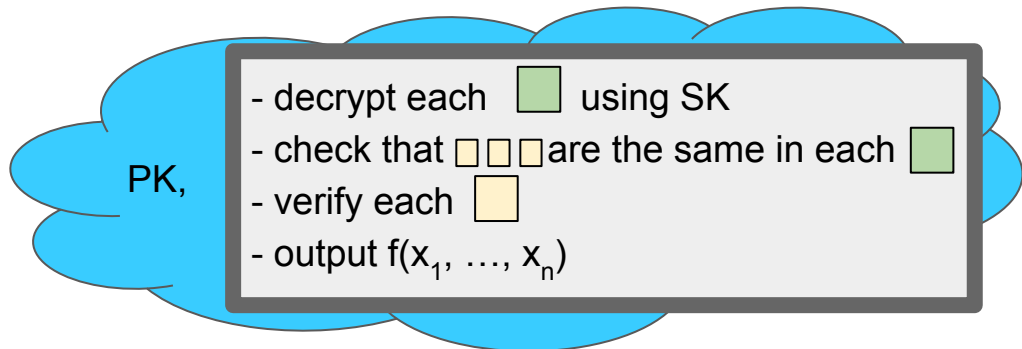 - decrypt each using SK
- check that are the same in each
PK,
- verify each
- output f(x₁, …, xₙ)